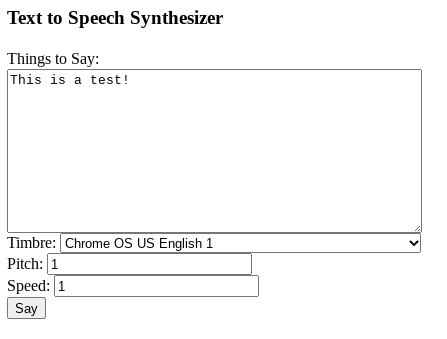 Text to Speech Synthesizer
Things to Say:
This is a test!
Timbre: Chrome OS US English 1
Pitch: 1
Speed: 1
Say